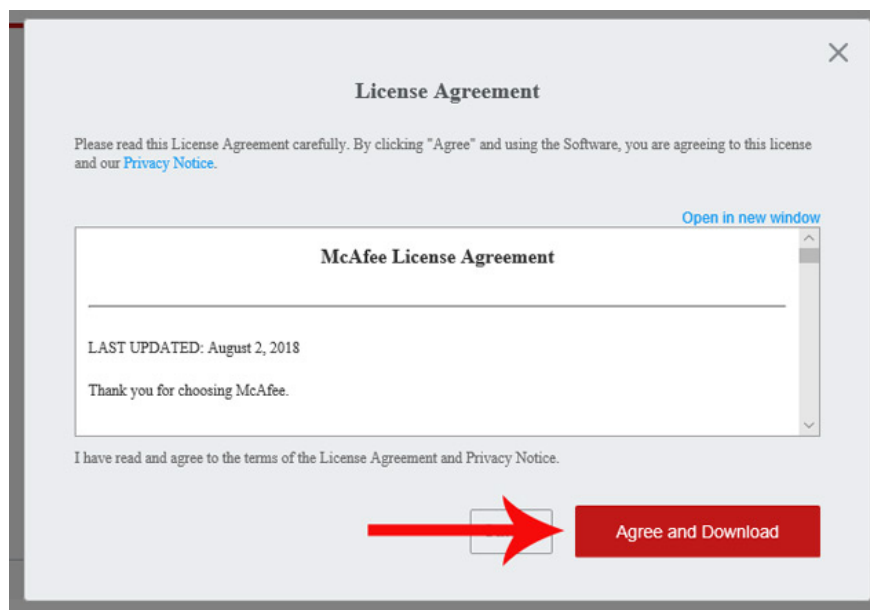 License Agreement
Please read this License Agreement carefully. By clicking "Agree" and using the Software, you are agreeing to this license
and our Privacy Notice.
Open in new window
McAfee License Agreement
LAST UPDATED: August 2, 2018
Thank you for choosing McAfee.
I have read and agree to the terms of the License Agreement and Privacy Notice.
Agree and Download